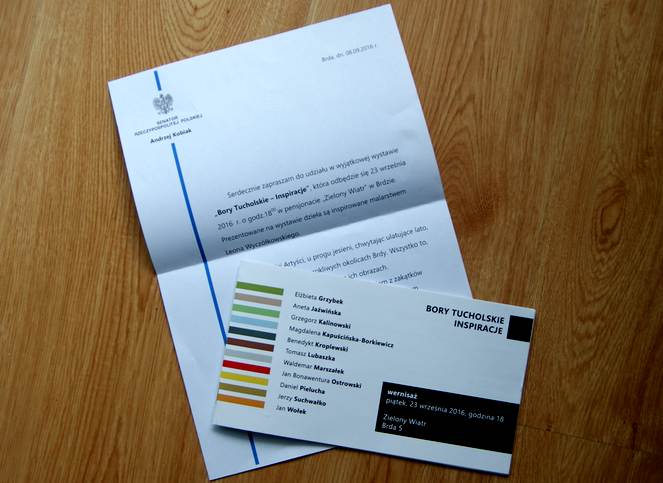 Brda, dn. 08.09.2016 r.
SENATOR
RZECZYPOSPOLITEJ POLSKIEJ
Andrzej Kobiak
Serdecznie zapraszam do udziału w wyjątkowej wystawie
„Bory Tucholskie – Inspiracje", która odbędzie się 23 września
2016 r. o godz.18⁰⁰ w pensjonacie „Zielony Wiatr" w Brdzie.
Prezentowane na wystawie dzieła są inspirowane malarstwem
Leona Wyczółkowskiego.
Artyści, u progu jesieni, chwytając ulatujące lato,
okolicach Brdy. Wszystko to,
ich obrazach.
z zakątków
BORY TUCHOLSKIE
INSPIRACJE
Elżbieta Grzybek
Aneta Jaźwińska
Grzegorz Kalinowski
Magdalena Kapuścińska-Borkiewicz
Benedykt Kroplewski
Tomasz Lubaszka
Waldemar Marszałek
Jan Bonawentura Ostrowski
Daniel Pielucha
Jerzy Suchwałko
Jan Wołek
wernisaż
piątek, 23 września 2016, godzina 18
Zielony Wiatr
Brda 5